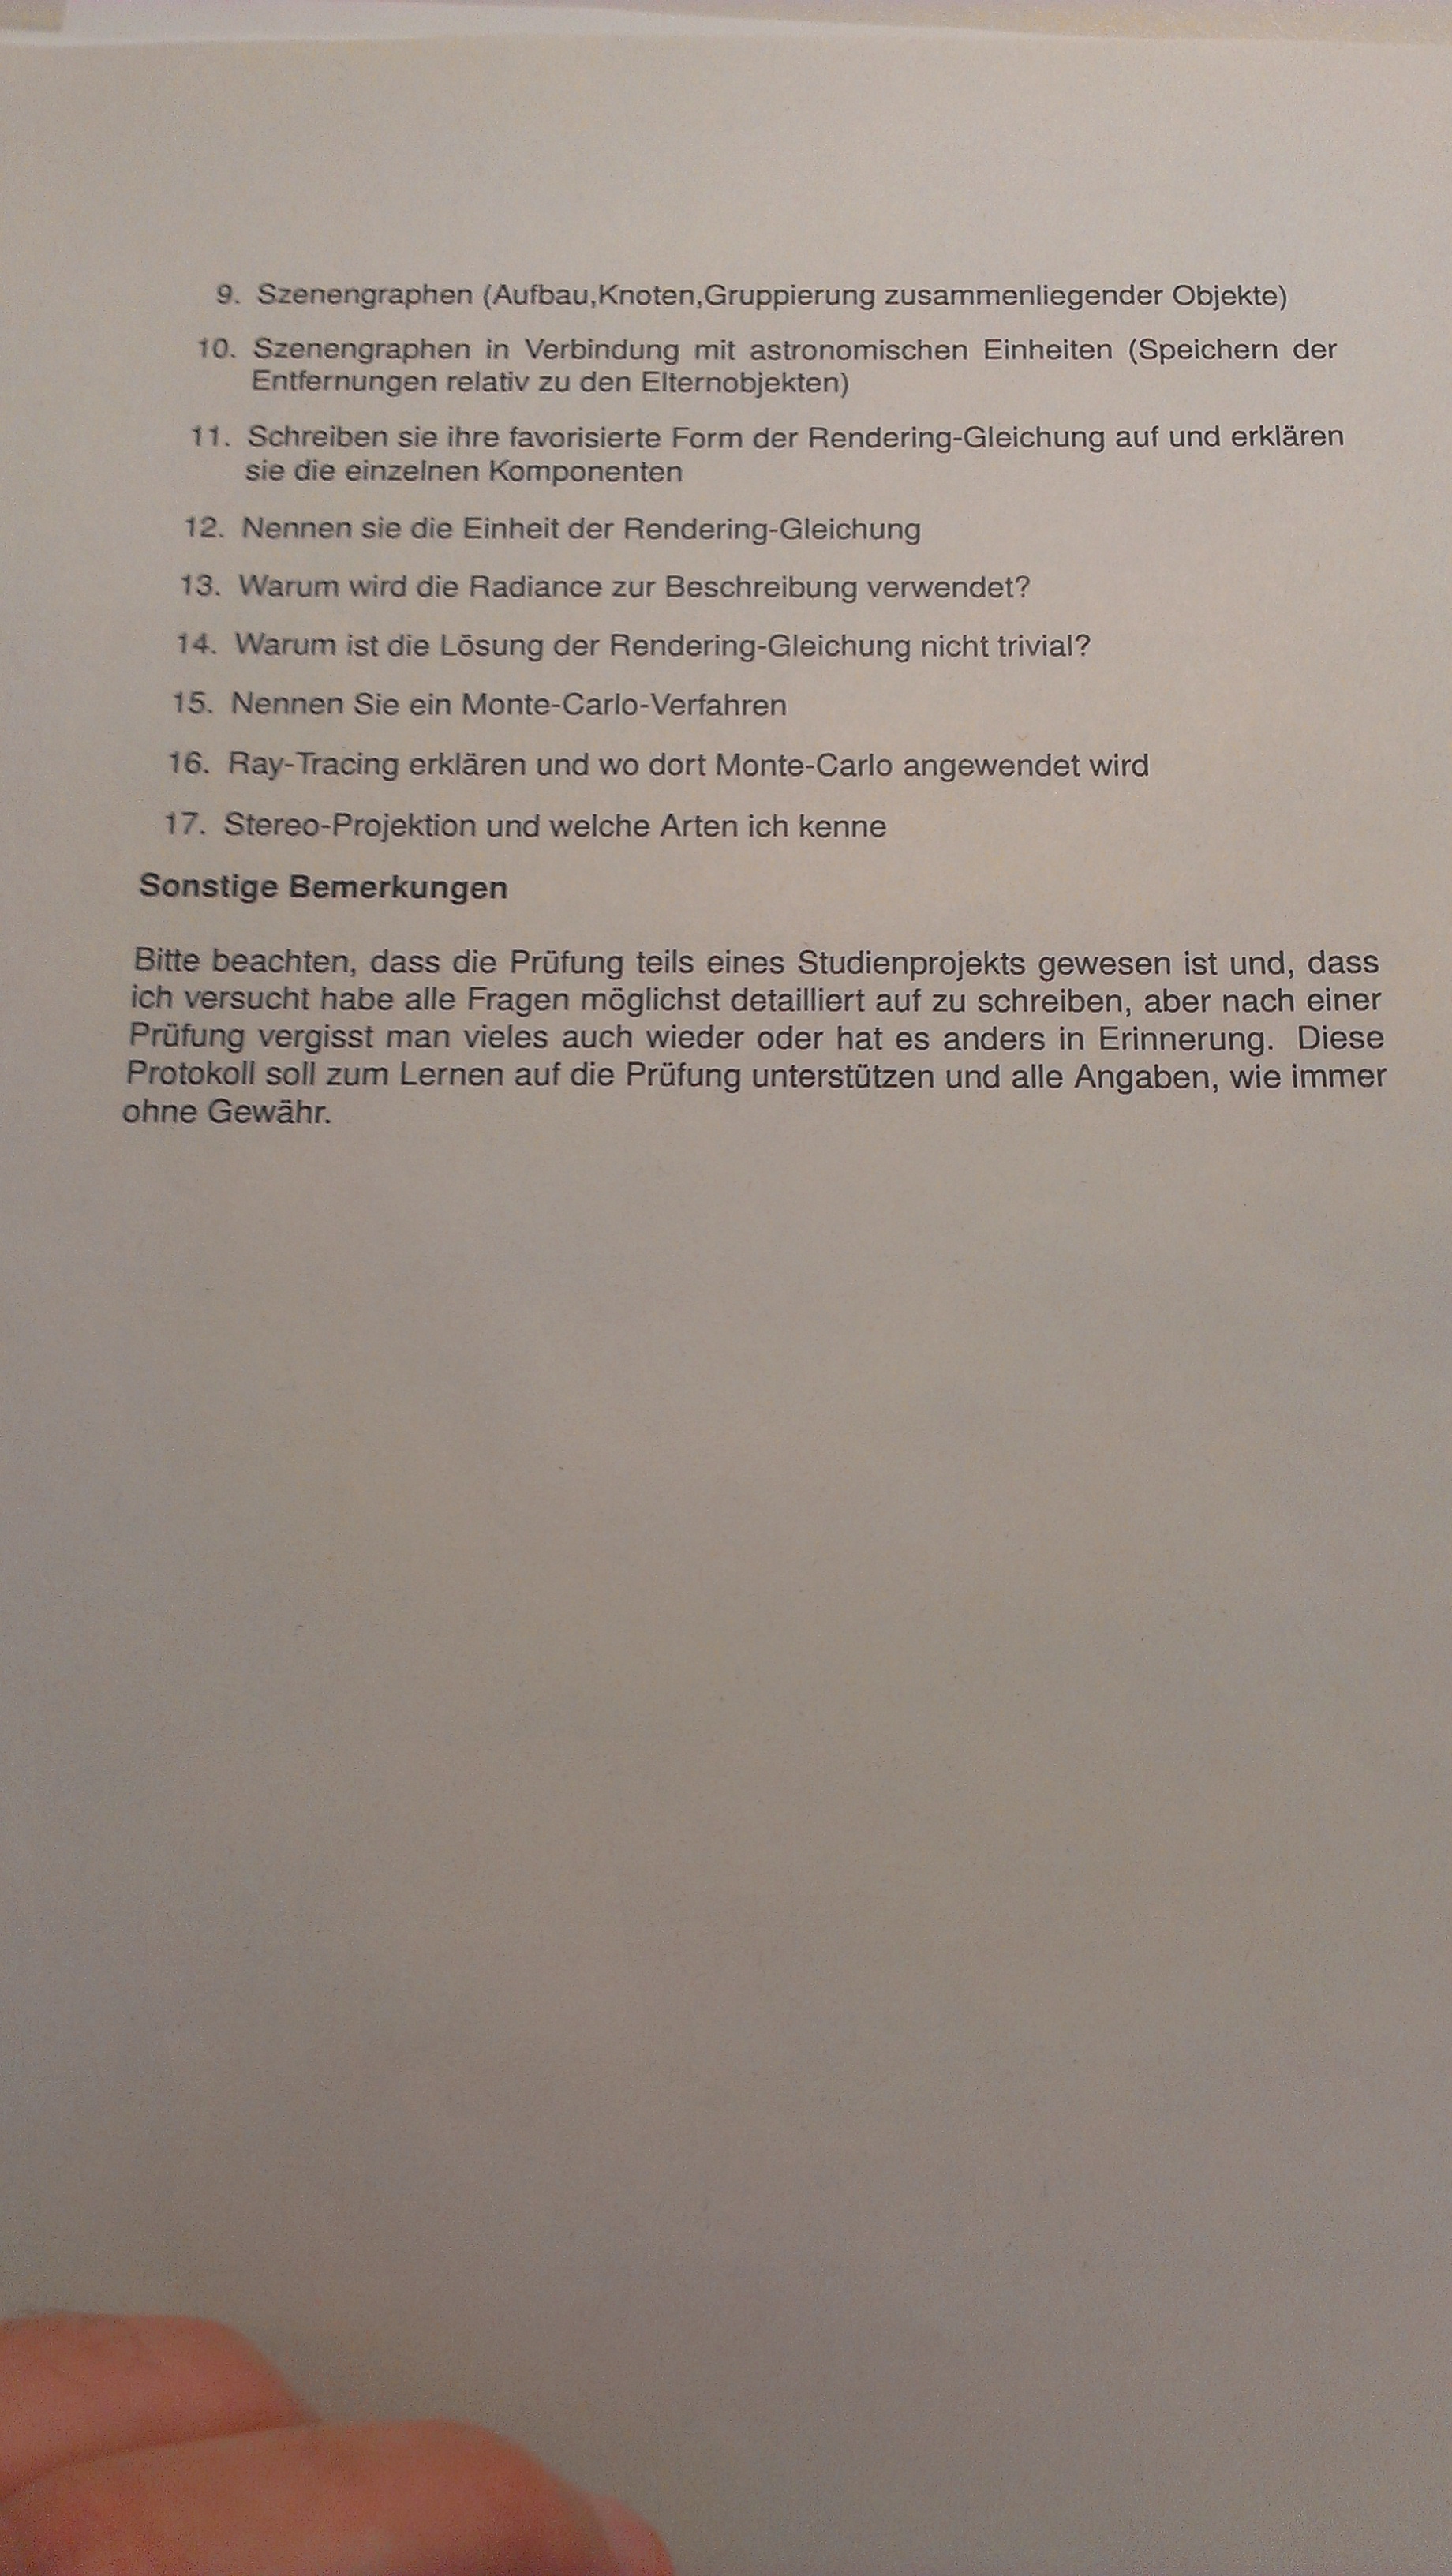 9. Szenengraphen (Aufbau,Knoten,Gruppierung zusammenliegender Objekte)
10. Szenengraphen in Verbindung mit astronomischen Einheiten (Speichern der
Entfernungen relativ zu den Elternobjekten)
11. Schreiben sie ihre favorisierte Form der Rendering-Gleichung auf und erklären
sie die einzelnen Komponenten
12. Nennen sie die Einheit der Rendering-Gleichung
13. Warum wird die Radiance zur Beschreibung verwendet?
14. Warum ist die Lösung der Rendering-Gleichung nicht trivial?
15. Nennen Sie ein Monte-Carlo-Verfahren
16. Ray-Tracing erklären und wo dort Monte-Carlo angewendet wird
17. Stereo-Projektion und welche Arten ich kenne
Sonstige Bemerkungen
Bitte beachten, dass die Prüfung teils eines Studienprojekts gewesen ist und, dass
ich versucht habe alle Fragen möglichst detailliert auf zu schreiben, aber nach einer
Prüfung vergisst man vieles auch wieder oder hat es anders in Erinnerung. Diese
Protokoll soll zum Lernen auf die Prüfung unterstützen und alle Angaben, wie immer
ohne Gewähr.